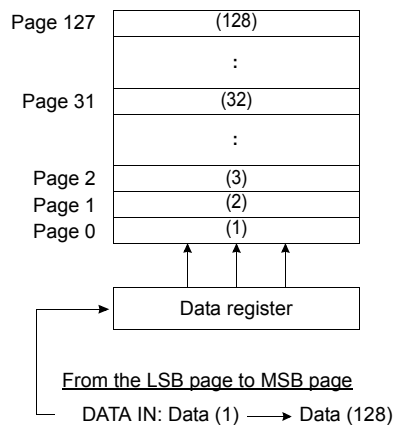 Page 127 (128)
:
Page 31 (32)
:
Page 2 (3)
Page 1 (2)
Page 0 (1)
Data register
From the LSB page to MSB page
DATA IN: Data (1) Data (128)